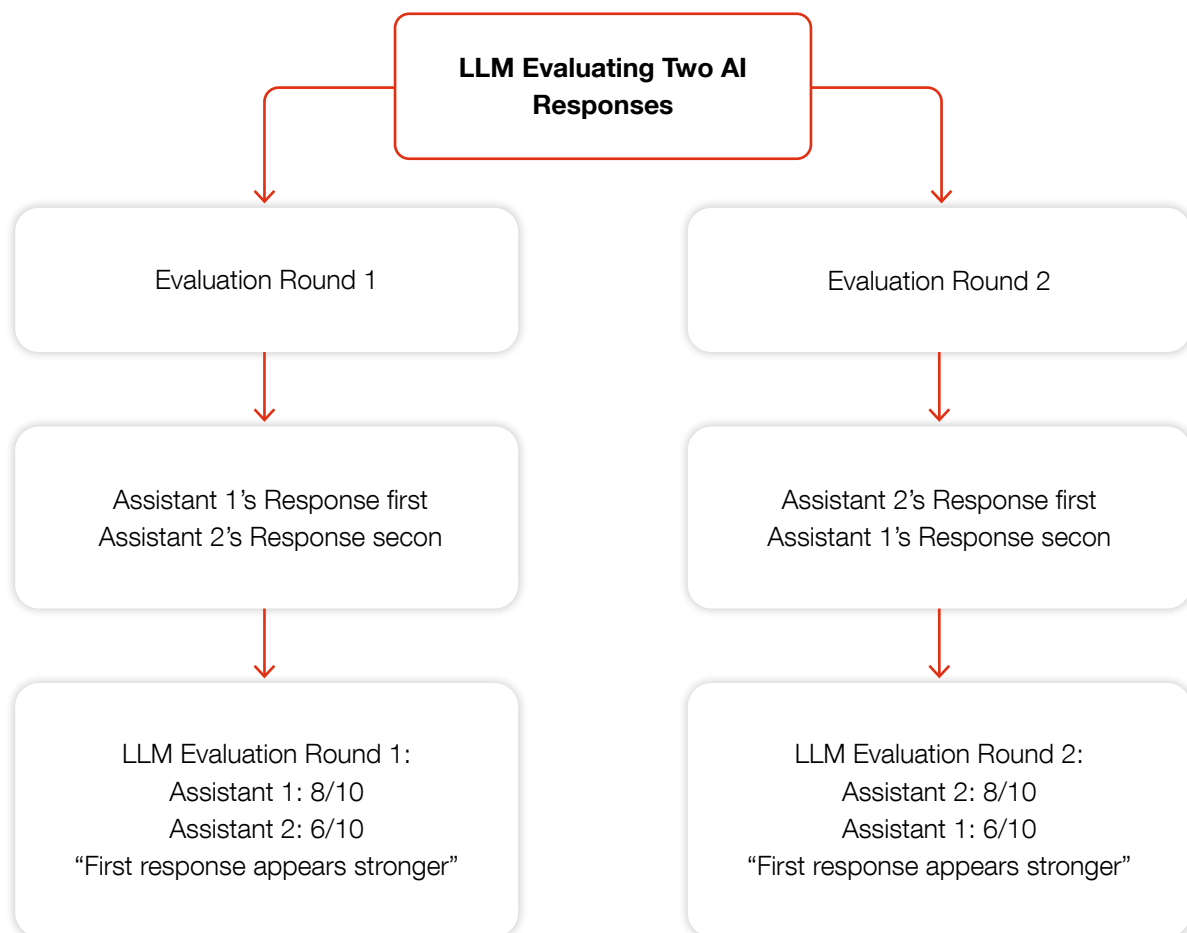 LLM Evaluating Two AI
Responses
Evaluation Round 1
Evaluation Round 2
Assistant 1’s Response first
Assistant 2’s Response secon
Assistant 2’s Response first
Assistant 1’s Response secon
LLM Evaluation Round 1:
Assistant 1: 8/10
Assistant 2: 6/10
“First response appears stronger”
LLM Evaluation Round 2:
Assistant 2: 8/10
Assistant 1: 6/10
“First response appears stronger”